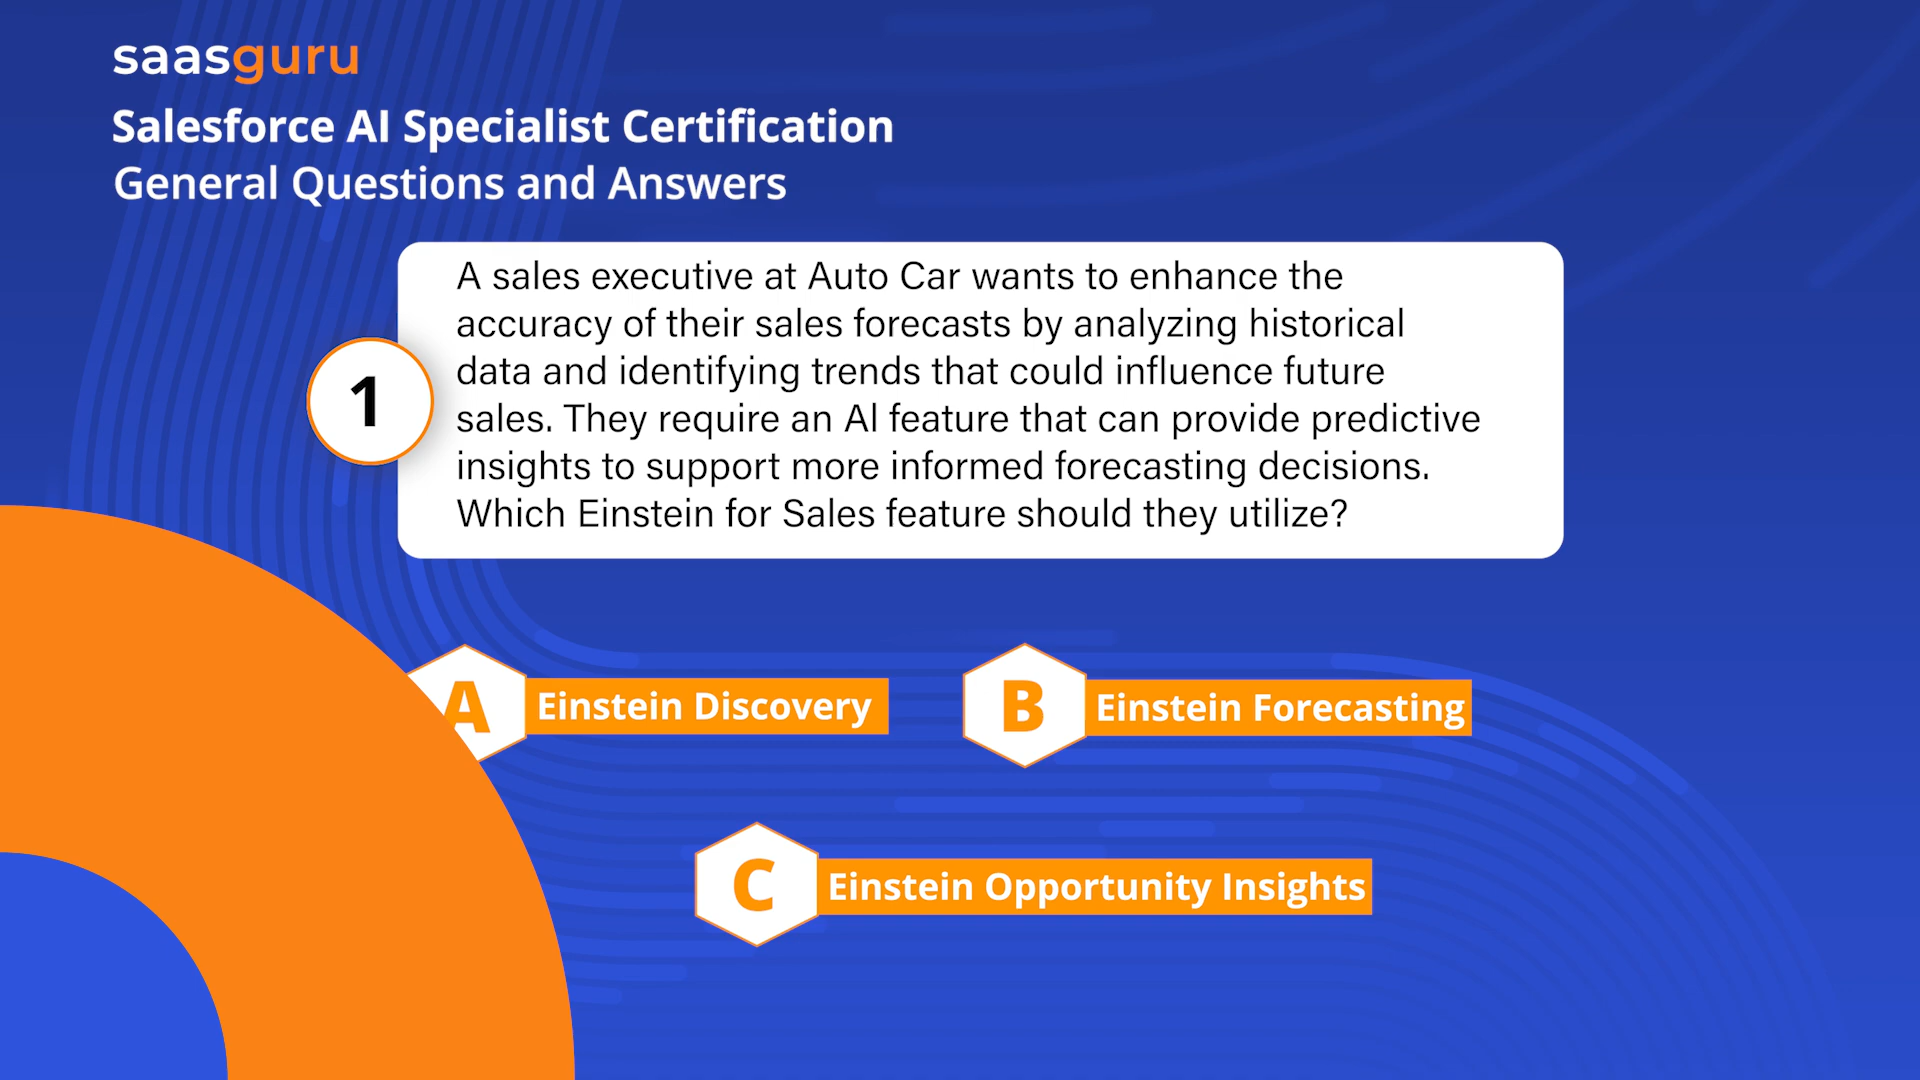 saasguru
Salesforce AI Specialist Certification
General Questions and Answers
1
A sales executive at Auto Car wants to enhance the
accuracy of their sales forecasts by analyzing historical
data and identifying trends that could influence future
sales. They require an AI feature that can provide predictive
insights to support more informed forecasting decisions.
Which Einstein for Sales feature should they utilize?
A Einstein Discovery
B Einstein Forecasting
C Einstein Opportunity Insights